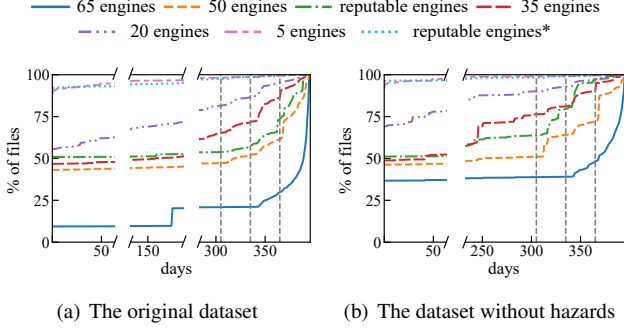 65 engines 50 engines reputable engines 35 engines
20 engines 5 engines reputable engines*
100
75
50
25
0
% of files
50 150 300 350
days
100
75
50
25
0
% of files
50 250 300 350
days
(a) The original dataset (b) The dataset without hazards